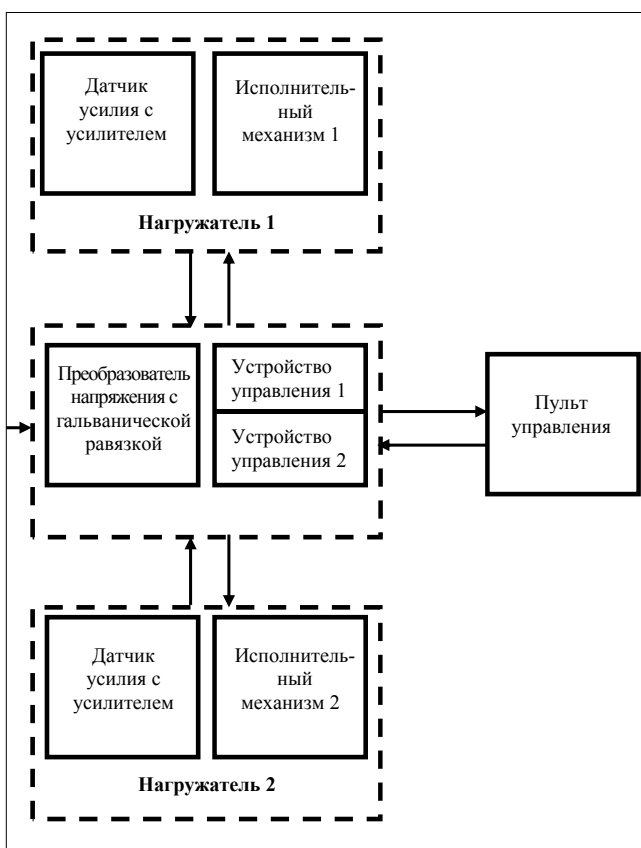 Датчик
усилия с
усилителем
Исполнитель-
ный
механизм 1
Нагружатель 1
Преобразователь
напряжения с
гальванической
равязкой
Устройство
управления 1
Устройство
управления 2
Пульт
управления
Датчик
усилия с
усилителем
Исполнитель-
ный
механизм 2
Нагружатель 2